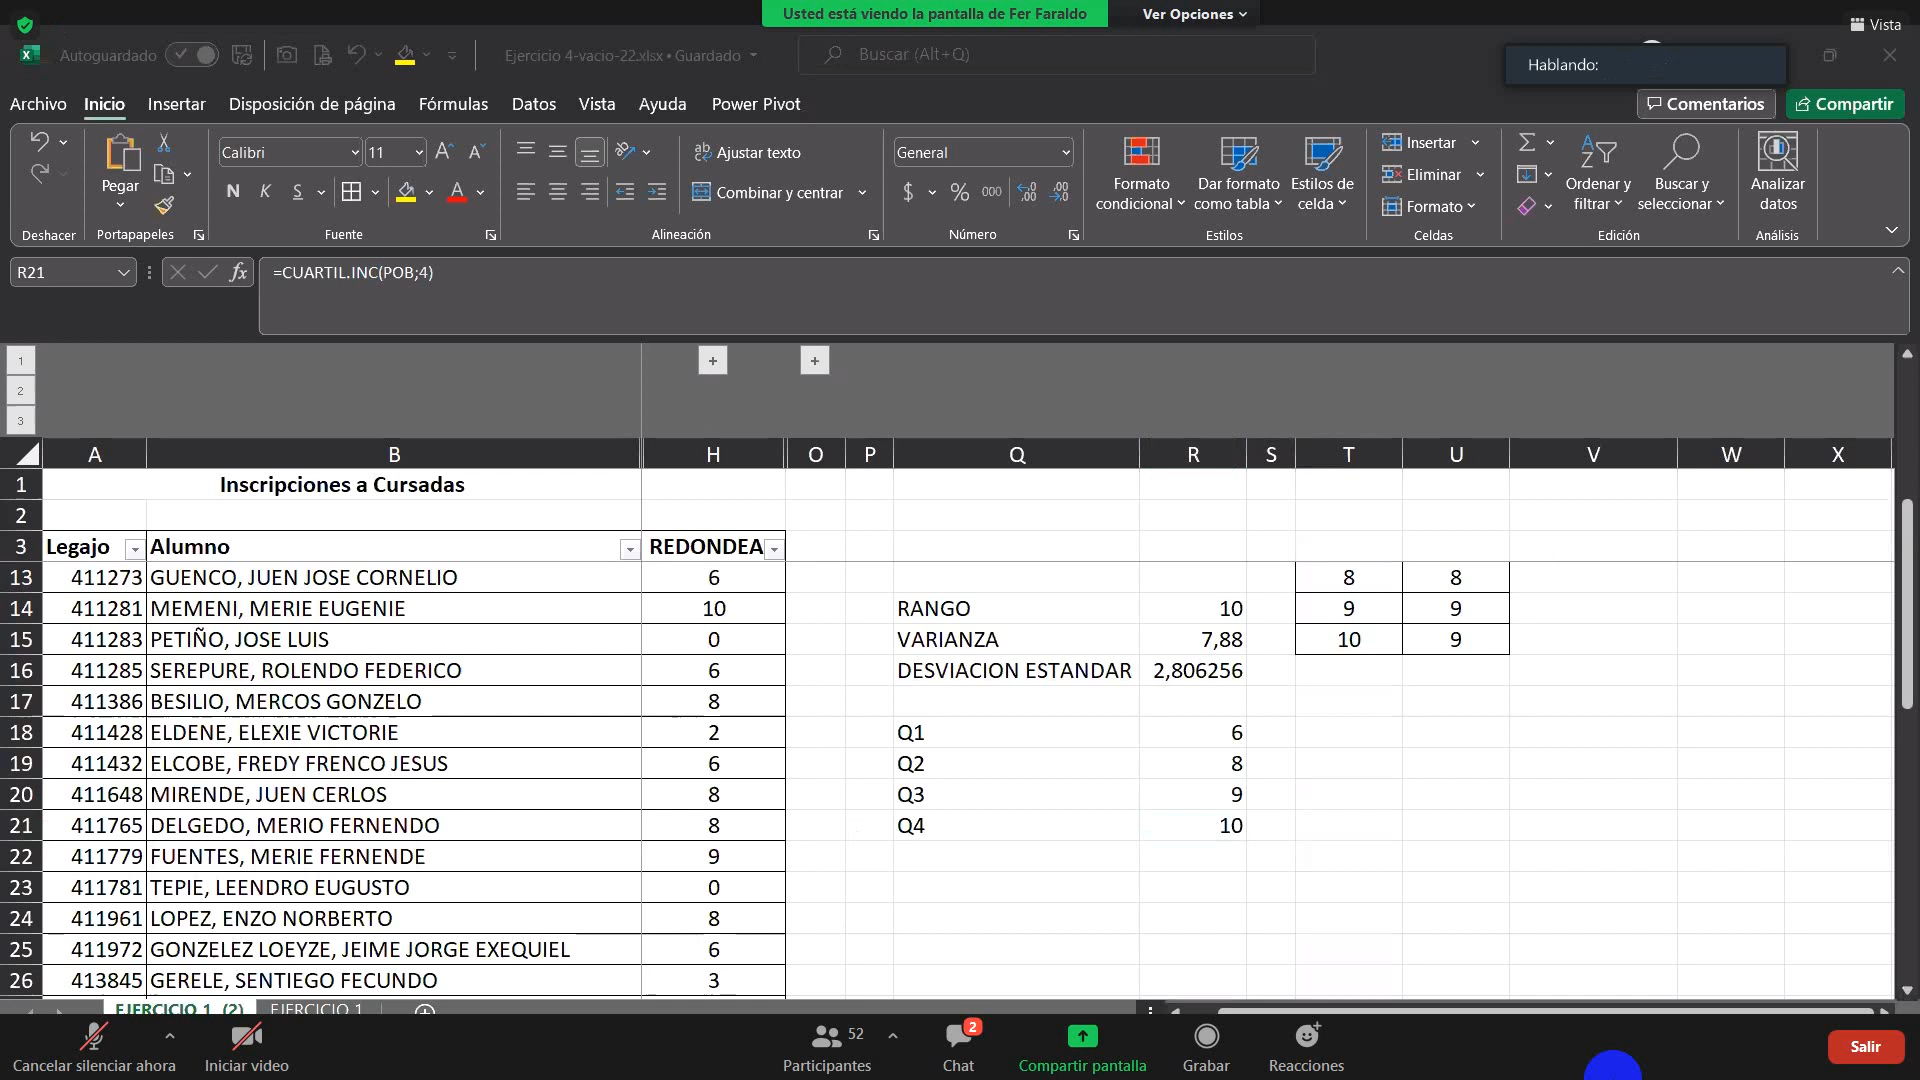 Usted está viendo la pantalla de Fer Faraldo
Ver Opciones
Vista
Autoguardado
Ejercicio 4-vacio-22.xlsx • Guardado
Buscar (Alt+Q)
Hablando:
Archivo Inicio Insertar Disposición de página Fórmulas Datos Vista Ayuda Power Pivot
Comentarios
Compartir
Pegar
Calibri 11
N K S
Ajustar texto
Combinar y centrar
General
$ % 000
Formato condicional
Dar formato como tabla
Estilos de celda
Insertar
Eliminar
Formato
Ordenar y filtrar
Buscar y seleccionar
Analizar datos
Deshacer Portapapeles Fuente Alineación Número Estilos Celdas Edición Análisis
R21
fx
=CUARTIL.INC(POB;4)
1
2
3
A B H O P Q R S T U V W X
1 Inscripciones a Cursadas
2
3 Legajo Alumno REDONDEA
13 411273 GUENCO, JUEN JOSE CORNELIO 6 8 8
14 411281 MEMENI, MERIE EUGENIE 10 RANGO 10 9 9
15 411283 PETIÑO, JOSE LUIS 0 VARIANZA 7,88 10 9
16 411285 SEREPURE, ROLENDO FEDERICO 6 DESVIACION ESTANDAR 2,806256
17 411386 BESILIO, MERCOS GONZELO 8
18 411428 ELDENE, ELEXIE VICTORIE 2 Q1 6
19 411432 ELCOBE, FREDY FRENCO JESUS 6 Q2 8
20 411648 MIRENDE, JUEN CERLOS 8 Q3 9
21 411765 DELGEDO, MERIO FERNENDO 8 Q4 10
22 411779 FUENTES, MERIE FERNENDE 9
23 411781 TEPIE, LEENDRO EUGUSTO 0
24 411961 LOPEZ, ENZO NORBERTO 8
25 411972 GONZELEZ LOEYZE, JEIME JORGE EXEQUIEL 6
26 413845 GERELE, SENTIEGO FECUNDO 3
EJERCICIO 1 (2) EJERCICIO 1
Cancelar silenciar ahora
Iniciar video
Participantes 52
Chat 2
Compartir pantalla
Grabar
Reacciones
Salir